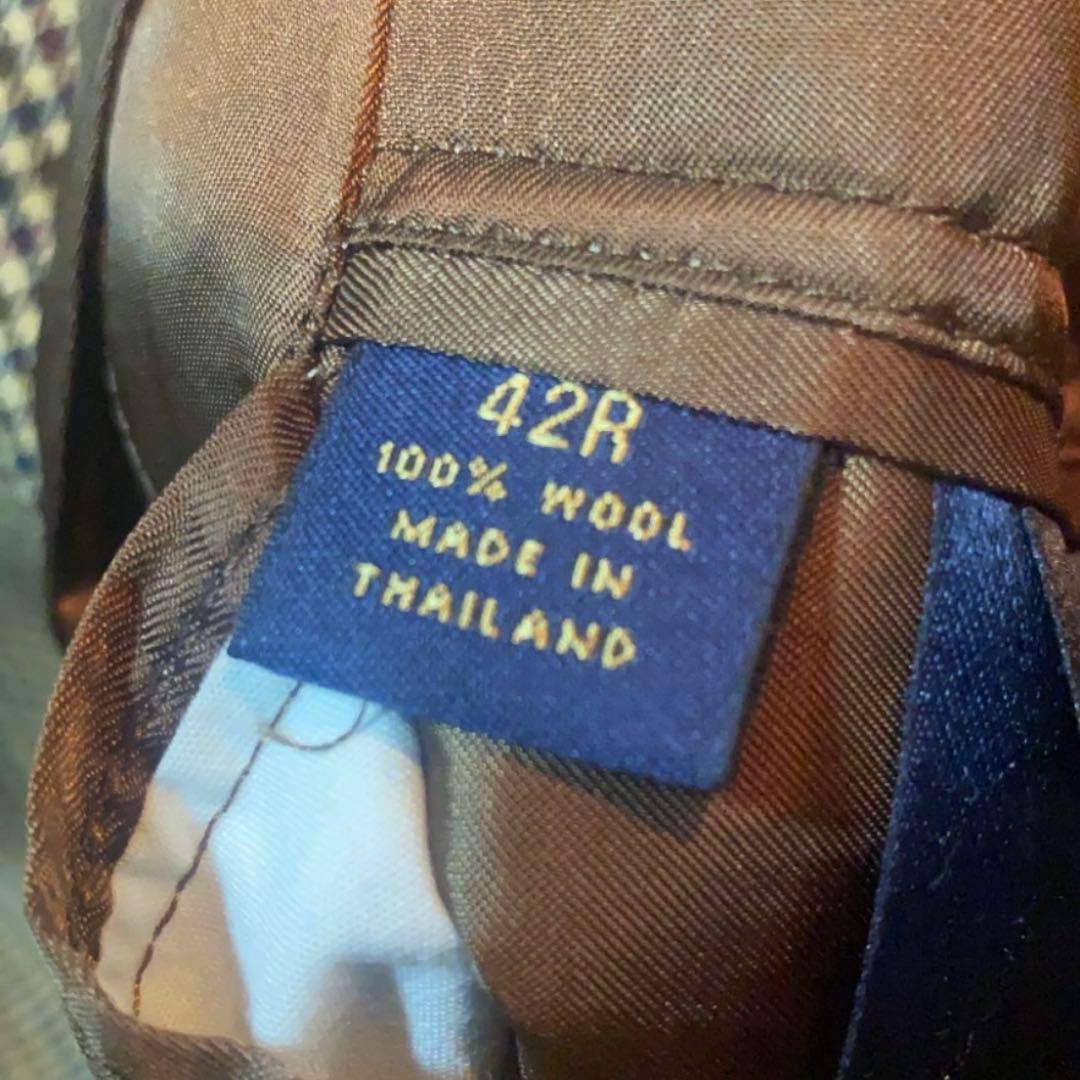 42R
100% WOOL
MADE IN
THAILAND